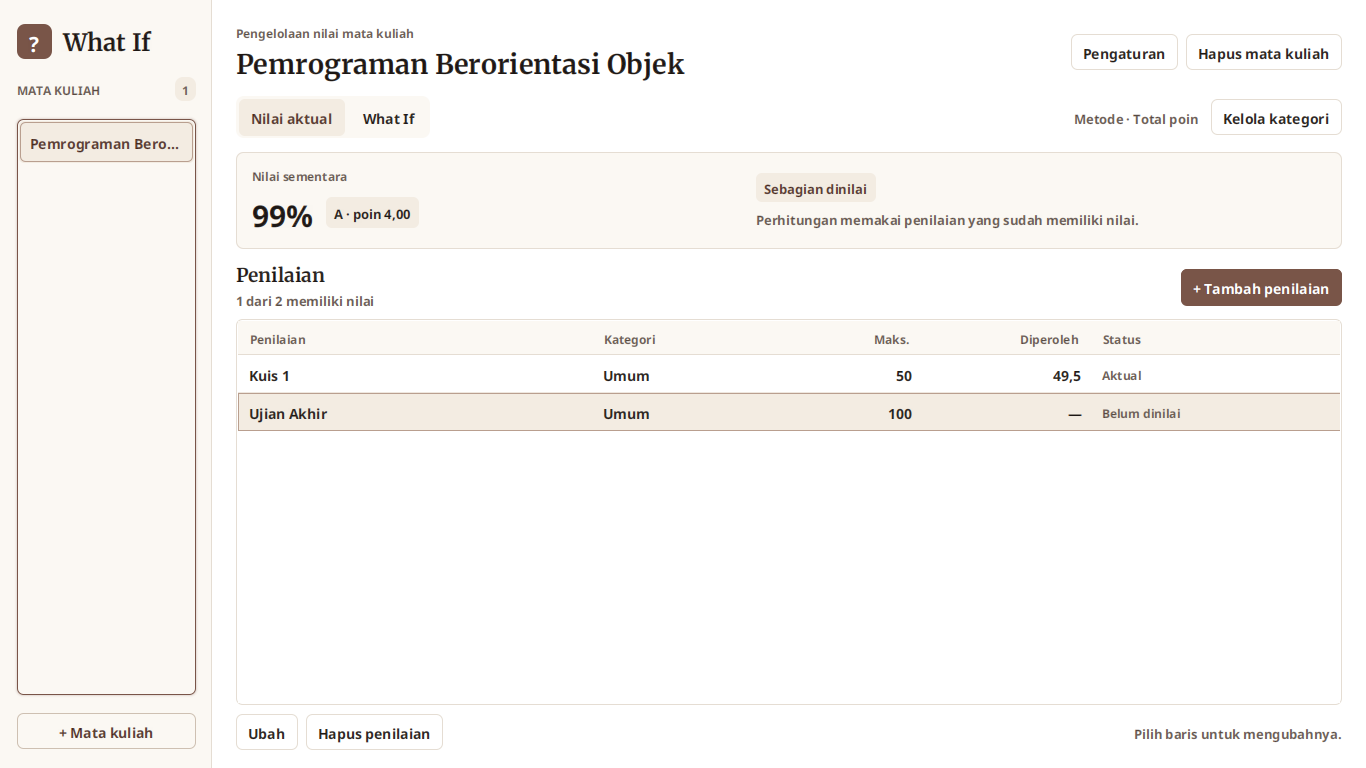 ? What If
MATA KULIAH 1
Pemrograman Bero...
+ Mata kuliah
Pengelolaan nilai mata kuliah
Pemrograman Berorientasi Objek
Pengaturan Hapus mata kuliah
Nilai aktual What If
Metode · Total poin Kelola kategori
Nilai sementara
99% A · poin 4,00
Sebagian dinilai
Perhitungan memakai penilaian yang sudah memiliki nilai.
Penilaian
1 dari 2 memiliki nilai
+ Tambah penilaian
Penilaian Kategori Maks. Diperoleh Status
Kuis 1 Umum 50 49,5 Aktual
Ujian Akhir Umum 100 — Belum dinilai
Ubah Hapus penilaian Pilih baris untuk mengubahnya.